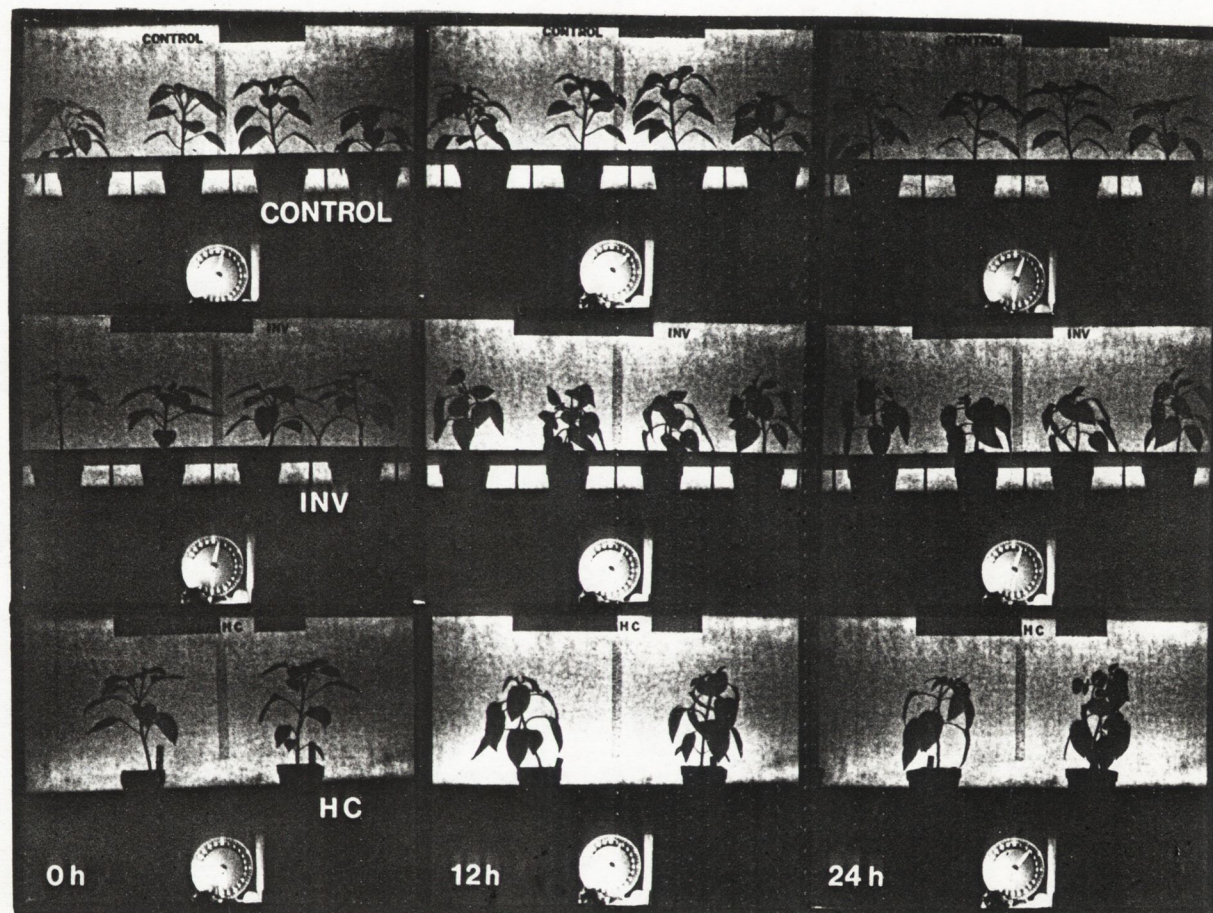 CONTROL
CONTROL
CONTROL
CONTROL
INV
INV
INV
INV
HC
HC
HC
HC
0 h
12 h
24 h